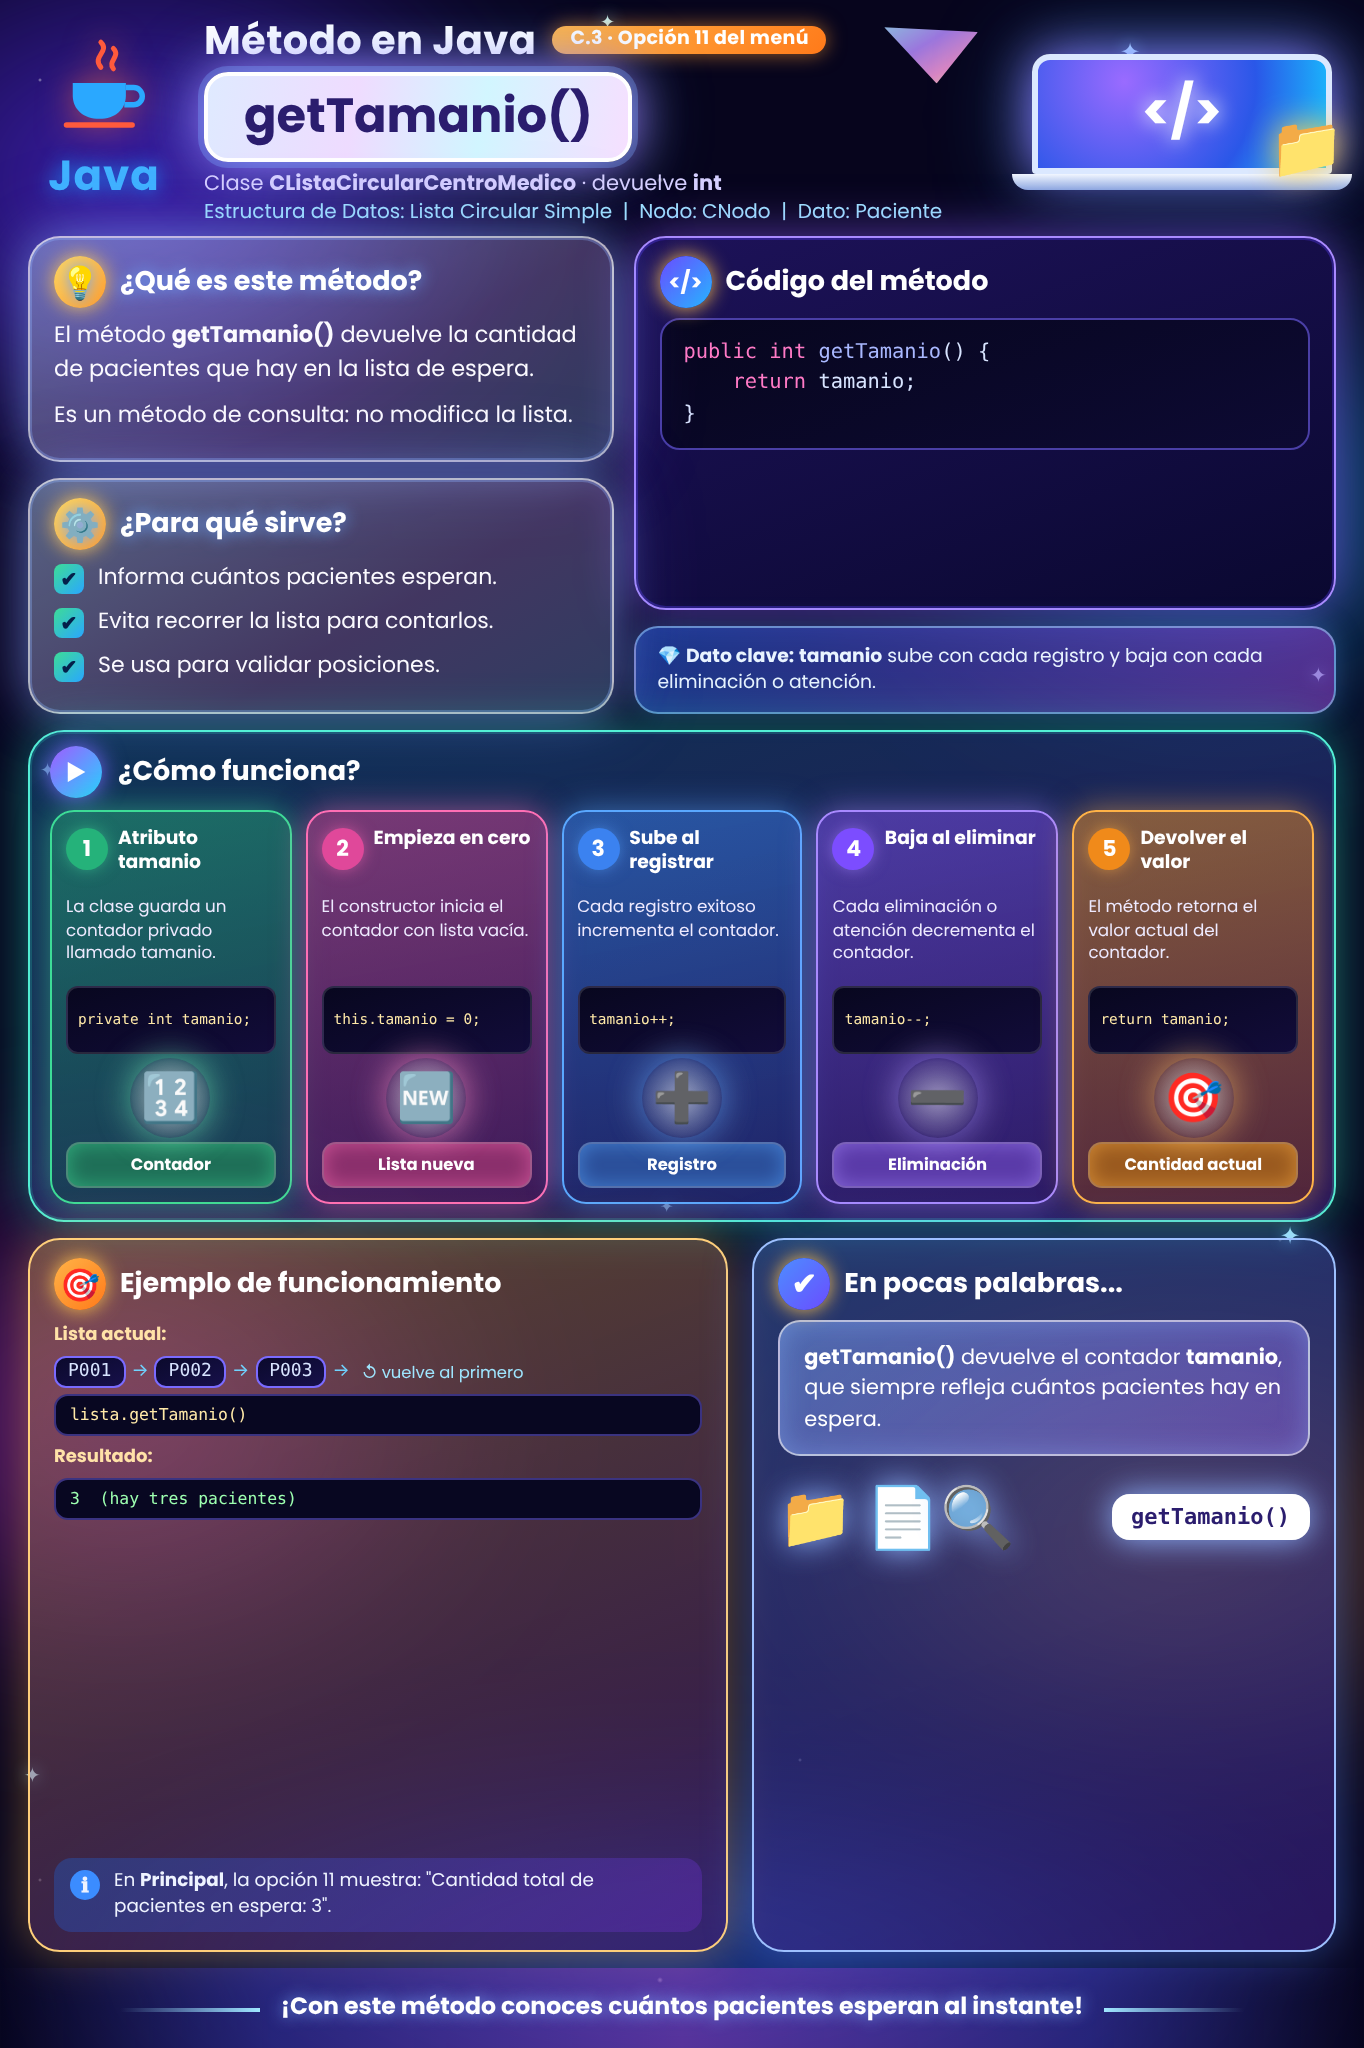 Java
Método en Java
C.3 · Opción 11 del menú
getTamanio()
Clase CListaCircularCentroMedico · devuelve int
Estructura de Datos: Lista Circular Simple | Nodo: CNodo | Dato: Paciente
</>
¿Qué es este método?
El método getTamanio() devuelve la cantidad
de pacientes que hay en la lista de espera.
Es un método de consulta: no modifica la lista.
¿Para qué sirve?
Informa cuántos pacientes esperan.
Evita recorrer la lista para contarlos.
Se usa para validar posiciones.
</> Código del método
public int getTamanio() {
    return tamanio;
}
Dato clave: tamanio sube con cada registro y baja con cada
eliminación o atención.
¿Cómo funciona?
1 Atributo
tamanio
La clase guarda un
contador privado
llamado tamanio.
private int tamanio;
1 2
3 4
Contador
2 Empieza en cero
El constructor inicia el
contador con lista vacía.
this.tamanio = 0;
NEW
Lista nueva
3 Sube al
registrar
Cada registro exitoso
incrementa el contador.
tamanio++;
Registro
4 Baja al eliminar
Cada eliminación o
atención decrementa el
contador.
tamanio--;
Eliminación
5 Devolver el
valor
El método retorna el
valor actual del
contador.
return tamanio;
Cantidad actual
Ejemplo de funcionamiento
Lista actual:
P001 → P002 → P003 → ↺ vuelve al primero
lista.getTamanio()
Resultado:
3  (hay tres pacientes)
En Principal, la opción 11 muestra: "Cantidad total de
pacientes en espera: 3".
En pocas palabras...
getTamanio() devuelve el contador tamanio,
que siempre refleja cuántos pacientes hay en
espera.
getTamanio()
¡Con este método conoces cuántos pacientes esperan al instante!